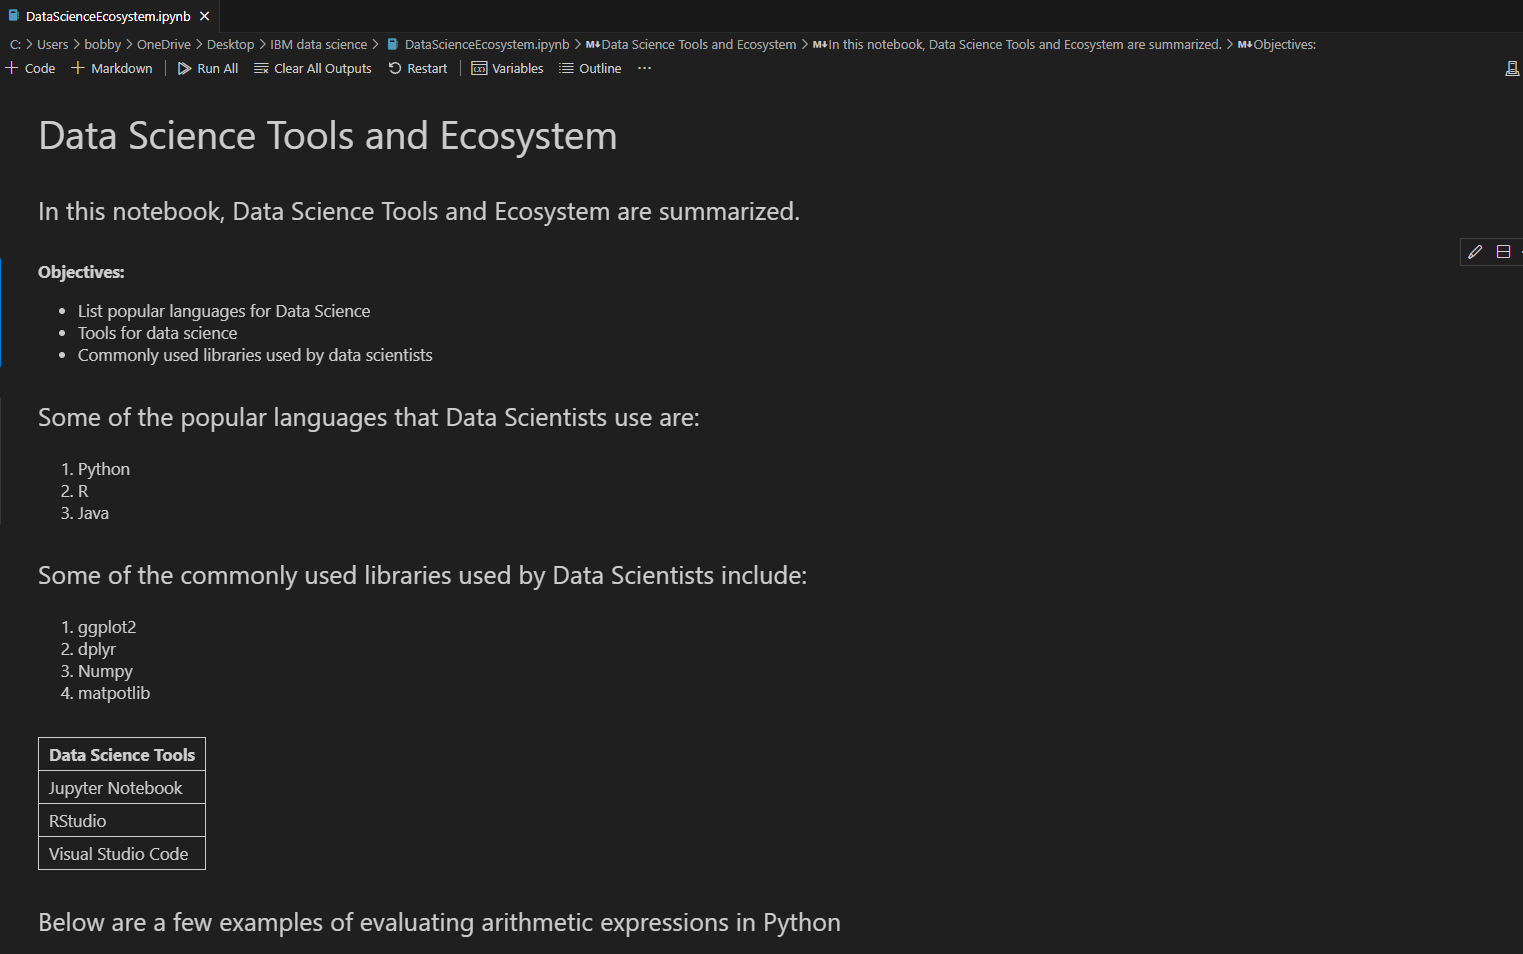 DataScienceEcosystem.ipynb
C: > Users > bobby > OneDrive > Desktop > IBM data science > DataScienceEcosystem.ipynb > M↓Data Science Tools and Ecosystem > M↓In this notebook, Data Science Tools and Ecosystem are summarized. > M↓Objectives:
+ Code + Markdown | Run All Clear All Outputs Restart | Variables Outline ...
Data Science Tools and Ecosystem
In this notebook, Data Science Tools and Ecosystem are summarized.
Objectives:
• List popular languages for Data Science
• Tools for data science
• Commonly used libraries used by data scientists
Some of the popular languages that Data Scientists use are:
1. Python
2. R
3. Java
Some of the commonly used libraries used by Data Scientists include:
1. ggplot2
2. dplyr
3. Numpy
4. matpotlib
Data Science Tools
Jupyter Notebook
RStudio
Visual Studio Code
Below are a few examples of evaluating arithmetic expressions in Python